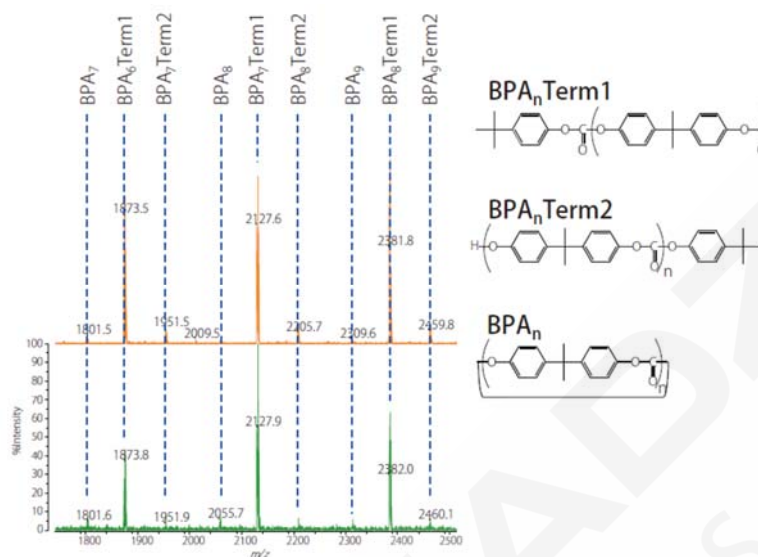 BPA7
BPA6Term1
BPA7Term2
BPA8
BPA7Term1
BPA8Term2
BPA9
BPA8Term1
BPA9Term2
BPAnTerm1
O C O O
O
BPAnTerm2
H O O C O
O n
BPAn
O O C
O n
1873.5
2127.6
2381.8
1801.5
1951.5
2009.5
2205.7
2309.6
2459.8
100
90
80
70
60
50
40
30
20
10
0
%Intensity
1873.8
2127.9
2382.0
1801.6
1951.9
2055.7
2460.1
1800
1900
2000
2100
2200
2300
2400
2500
m/z